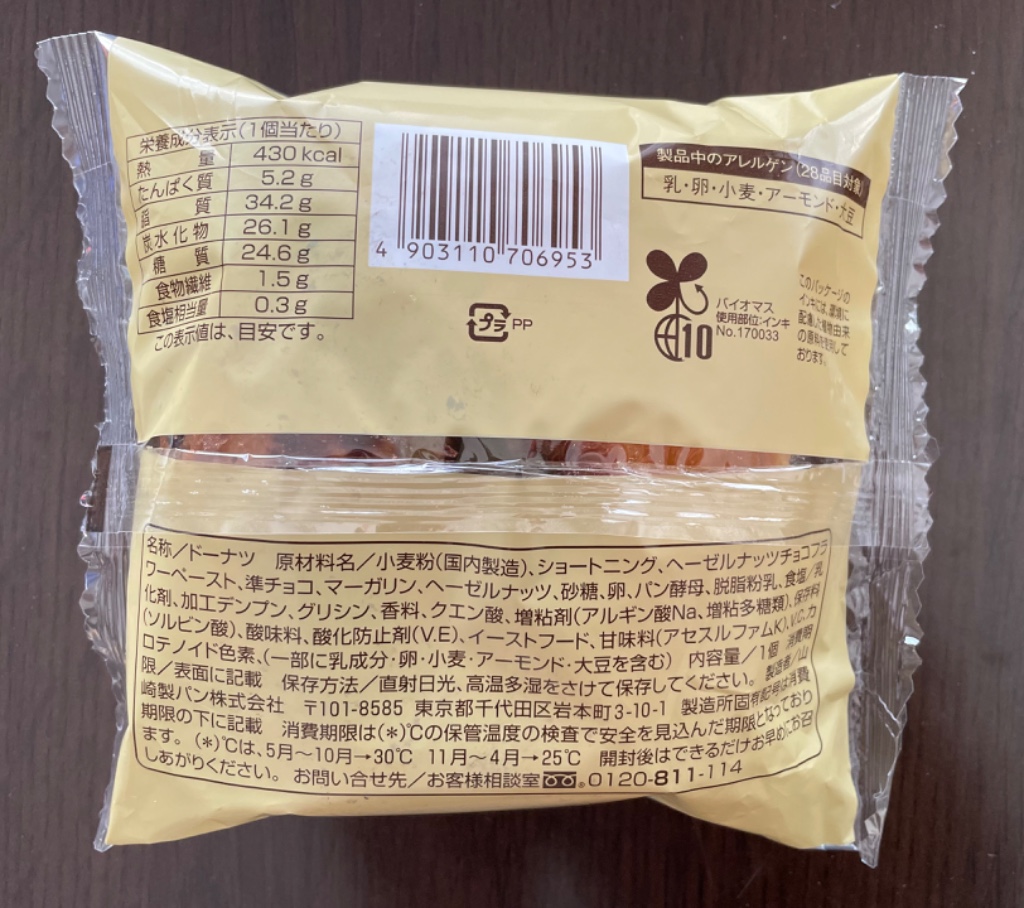 栄養成分表示(1個当たり)
熱量 430 kcal
たんぱく質 5.2 g
脂質 34.2 g
炭水化物 26.1 g
糖質 24.6 g
食物繊維 1.5 g
食塩相当量 0.3 g
この表示値は、目安です。
4 903110 706953
プラ PP
製品中のアレルゲン(28品目対象)
乳・卵・小麦・アーモンド・大豆
バイオマス
使用部位:インキ
No.170033
10
このパッケージの
インキには、環境に
配慮した植物由来
の原料を使用して
おります。
名称/ドーナツ 原材料名/小麦粉(国内製造)、ショートニング、ヘーゼルナッツチョコフラ
ワーペースト、準チョコ、マーガリン、ヘーゼルナッツ、砂糖、卵、パン酵母、脱脂粉乳、食塩/乳
化剤、加工デンプン、グリシン、香料、クエン酸、増粘剤(アルギン酸Na、増粘多糖類)、保存料
(ソルビン酸)、酸味料、酸化防止剤(V.E)、イーストフード、甘味料(アセスルファムK)、V.C、カ
ロテノイド色素、(一部に乳成分・卵・小麦・アーモンド・大豆を含む) 内容量/1個 消費期
限/表面に記載 保存方法/直射日光、高温多湿をさけて保存してください。 製造者/山
崎製パン株式会社 〒101-8585 東京都千代田区岩本町3-10-1 製造所固有記号は消費
期限の下に記載 消費期限は(*)℃の保管温度の検査で安全を見込んだ期限となっており
ます。(*)℃は、5月〜10月→30℃ 11月〜4月→25℃ 開封後はできるだけお早めにお召
しあがりください。 お問い合せ先/お客様相談室 0120-811-114